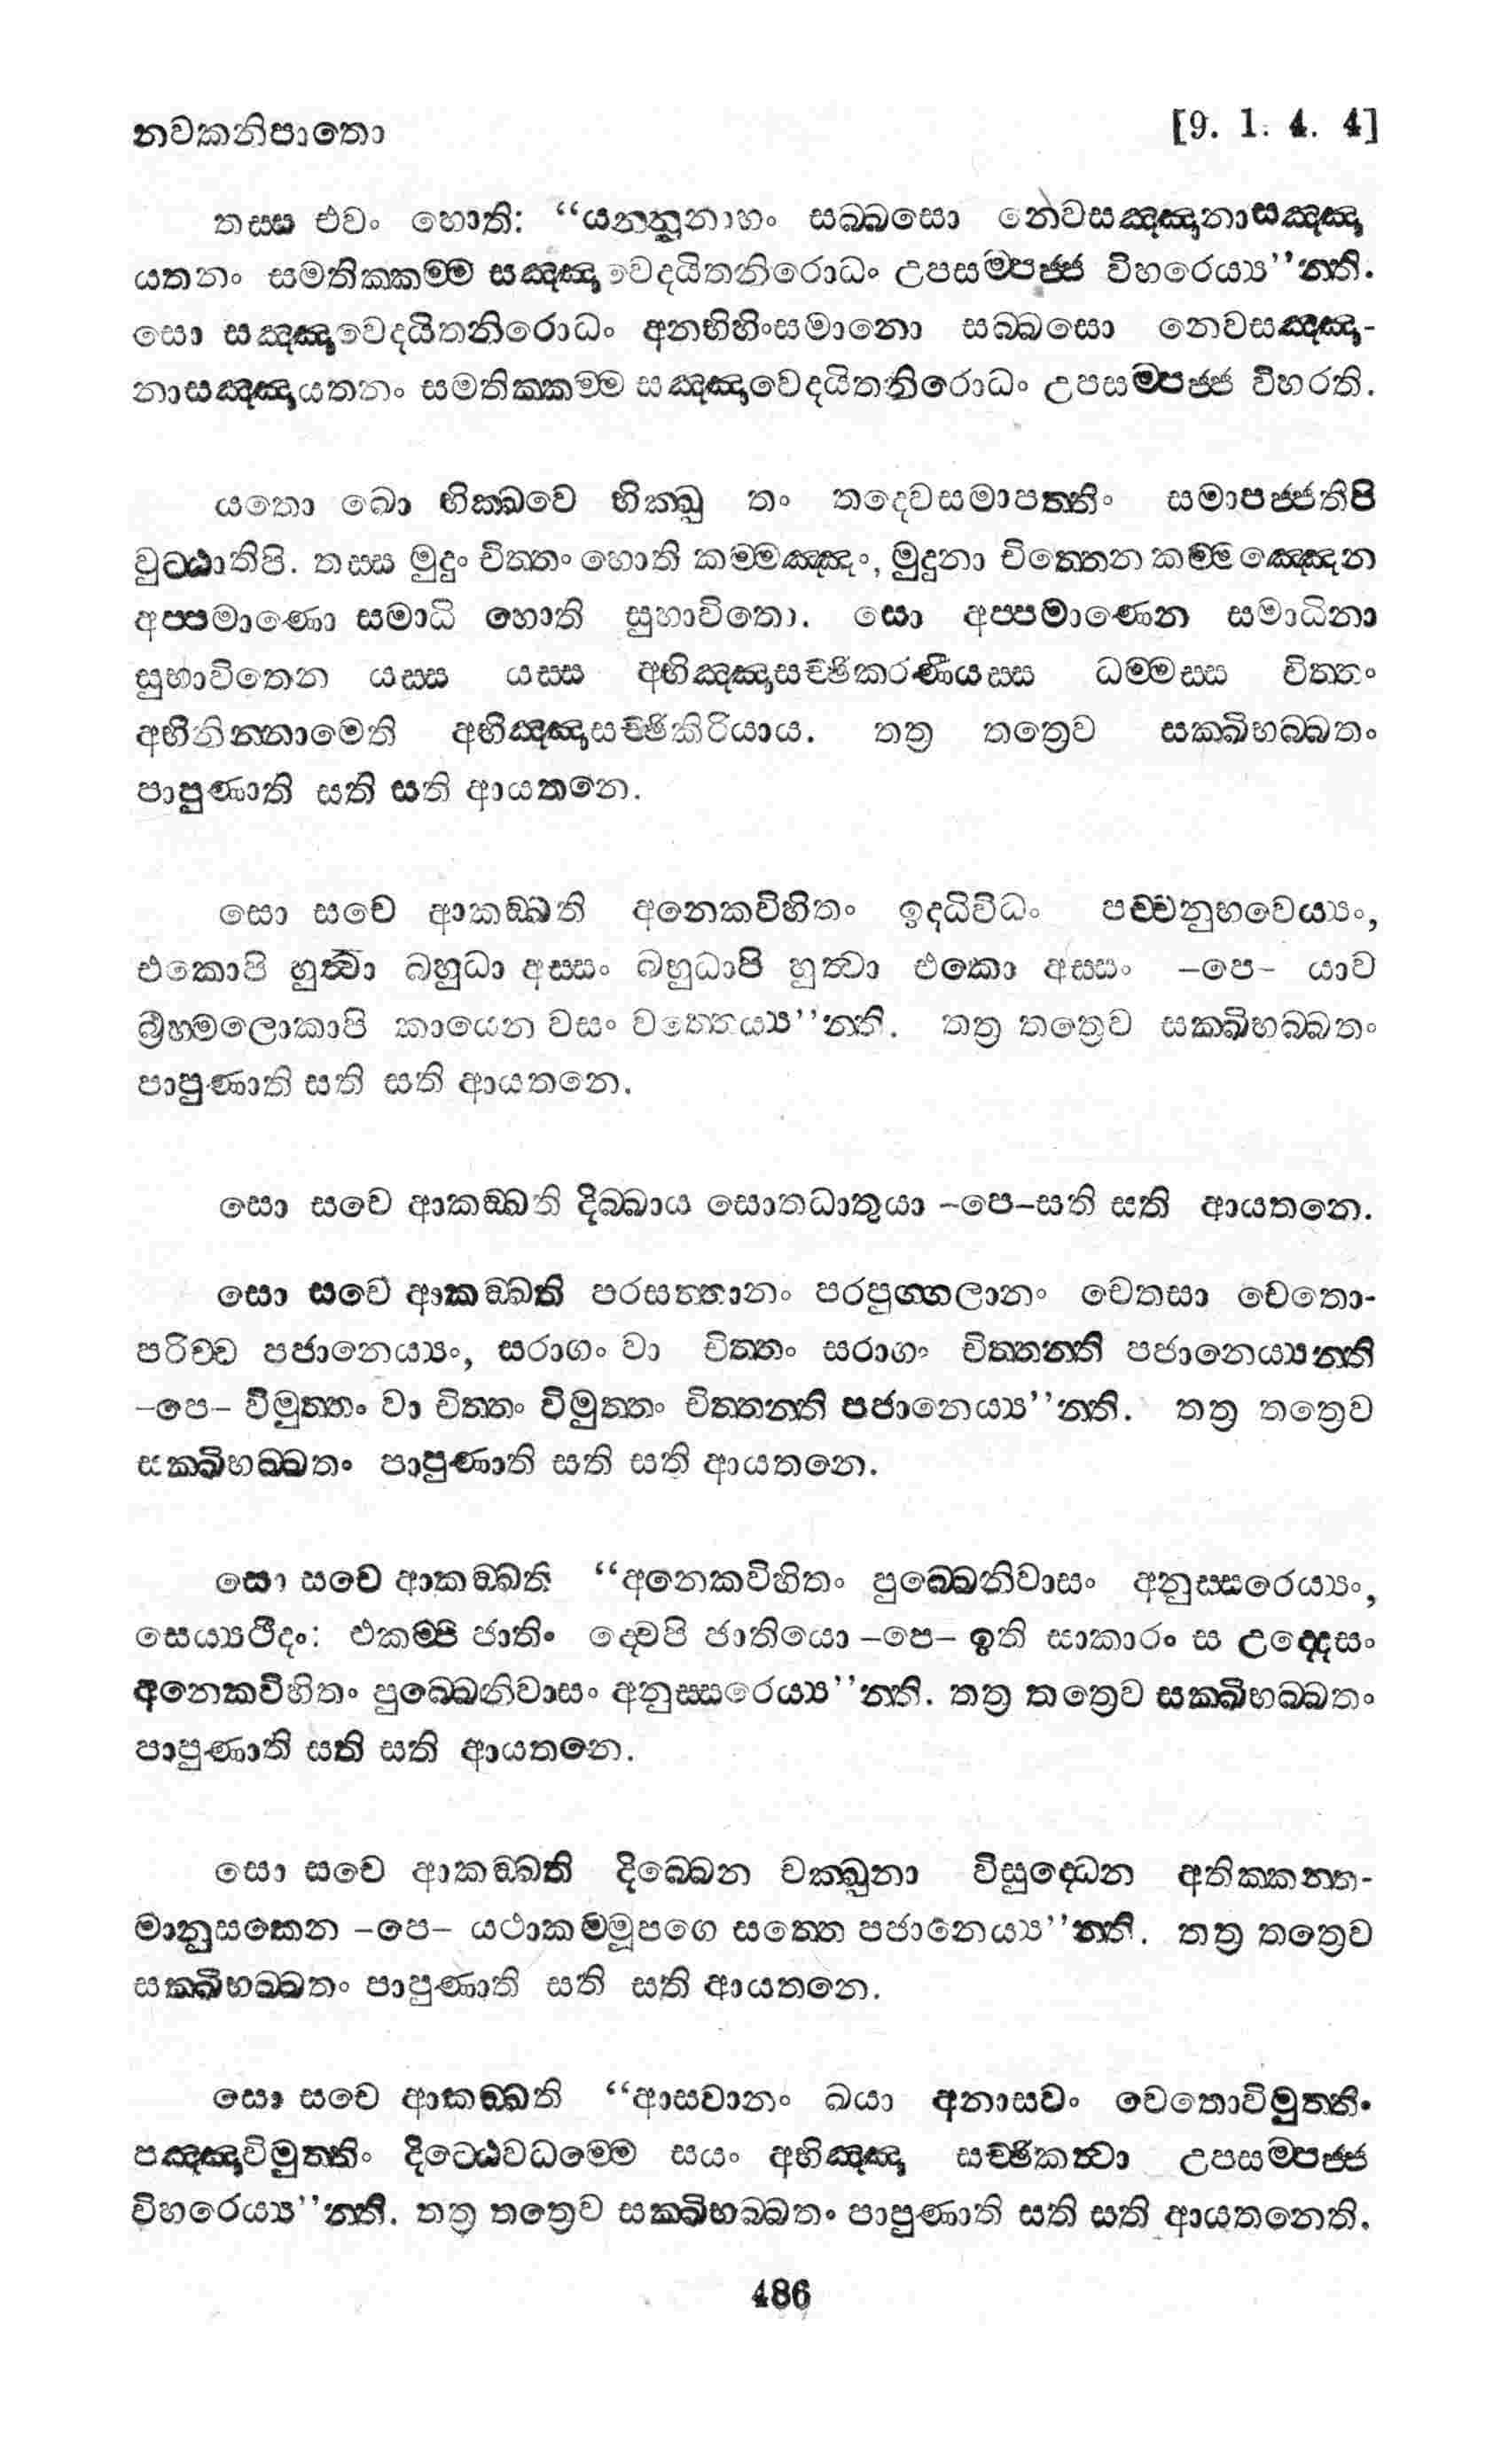 නවකනිපාතො [9. 1. 4. 4]
තස්ස එවං හොති: “යන්නූනාහං සබ්බසො නෙවසඤ්ඤානාසඤ්ඤා
යතනං සමතික්කම්ම සඤ්ඤාවෙදයිතනිරොධං උපසම්පජ්ජ විහරෙය්‍ය’’න්ති.
සො සඤ්ඤාවෙදයිතනිරොධං අනභිහිංසමානො සබ්බසො නෙවසඤ්ඤා-
නාසඤ්ඤායතනං සමතික්කම්ම සඤ්ඤාවෙදයිතනිරොධං උපසම්පජ්ජ විහරති.
යතො ඛො භික්ඛවෙ භික්ඛු තං තදෙවසමාපත්තිං සමාපජ්ජතිපි
වුට්ඨාතිපි. තස්ස මුදුං චිත්තං හොති කම්මඤ්ඤං, මුදුනා චිත්තෙන කම්මඤ්ඤෙන
අප්පමාණො සමාධි හොති සුභාවිතො. සො අප්පමාණෙන සමාධිනා
සුභාවිතෙන යස්ස යස්ස අභිඤ්ඤාසච්ඡිකරණීයස්ස ධම්මස්ස චිත්තං
අභිනින්නාමෙති අභිඤ්ඤාසච්ඡිකිරියාය. තත්‍ර තත්‍රෙව සක්ඛිභබ්බතං
පාපුණාති සති සති ආයතනෙ.
සො සචෙ ආකඞ්ඛති අනෙකවිහිතං ඉද්ධිවිධං පච්චනුභවෙය්‍යං,
එකොපි හුත්වා බහුධා අස්සං බහුධාපි හුත්වා එකො අස්සං –පෙ– යාව
බ්‍රහ්මලොකාපි කායෙන වසං වත්තෙය්‍ය’’න්ති. තත්‍ර තත්‍රෙව සක්ඛිභබ්බතං
පාපුණාති සති සති ආයතනෙ.
සො සචෙ ආකඞ්ඛති දිබ්බාය සොතධාතුයා –පෙ–සති සති ආයතනෙ.
සො සචෙ ආකඞ්ඛති පරසත්තානං පරපුග්ගලානං චෙතසා චෙතො-
පරිච්ච පජානෙය්‍යං, සරාගං වා චිත්තං සරාගං චිත්තන්ති පජානෙය්‍යන්ති
–පෙ– විමුත්තං වා චිත්තං විමුත්තං චිත්තන්ති පජානෙය්‍ය’’න්ති. තත්‍ර තත්‍රෙව
සක්ඛිභබ්බතං පාපුණාති සති සති ආයතනෙ.
සො සචෙ ආකඞ්ඛති “අනෙකවිහිතං පුබ්බෙනිවාසං අනුස්සරෙය්‍යං,
සෙය්‍යථීදං: එකම්පි ජාතිං ද්වෙපි ජාතියො –පෙ– ඉති සාකාරං ස උද්දෙසං
අනෙකවිහිතං පුබ්බෙනිවාසං අනුස්සරෙය්‍ය’’න්ති. තත්‍ර තත්‍රෙව සක්ඛිභබ්බතං
පාපුණාති සති සති ආයතනෙ.
සො සචෙ ආකඞ්ඛති දිබ්බෙන චක්ඛුනා විසුද්ධෙන අතික්කන්ත-
මානුසකෙන –පෙ– යථාකම්මූපගෙ සත්තෙ පජානෙය්‍ය’’න්ති. තත්‍ර තත්‍රෙව
සක්ඛිභබ්බතං පාපුණාති සති සති ආයතනෙ.
සො සචෙ ආකඞ්ඛති “ආසවානං ඛයා අනාසවං චෙතොවිමුත්තිං
පඤ්ඤාවිමුත්තිං දිට්ඨෙවධම්මෙ සයං අභිඤ්ඤා සච්ඡිකත්වා උපසම්පජ්ජ
විහරෙය්‍ය’’න්ති. තත්‍ර තත්‍රෙව සක්ඛිභබ්බතං පාපුණාති සති සති ආයතනෙති.
486